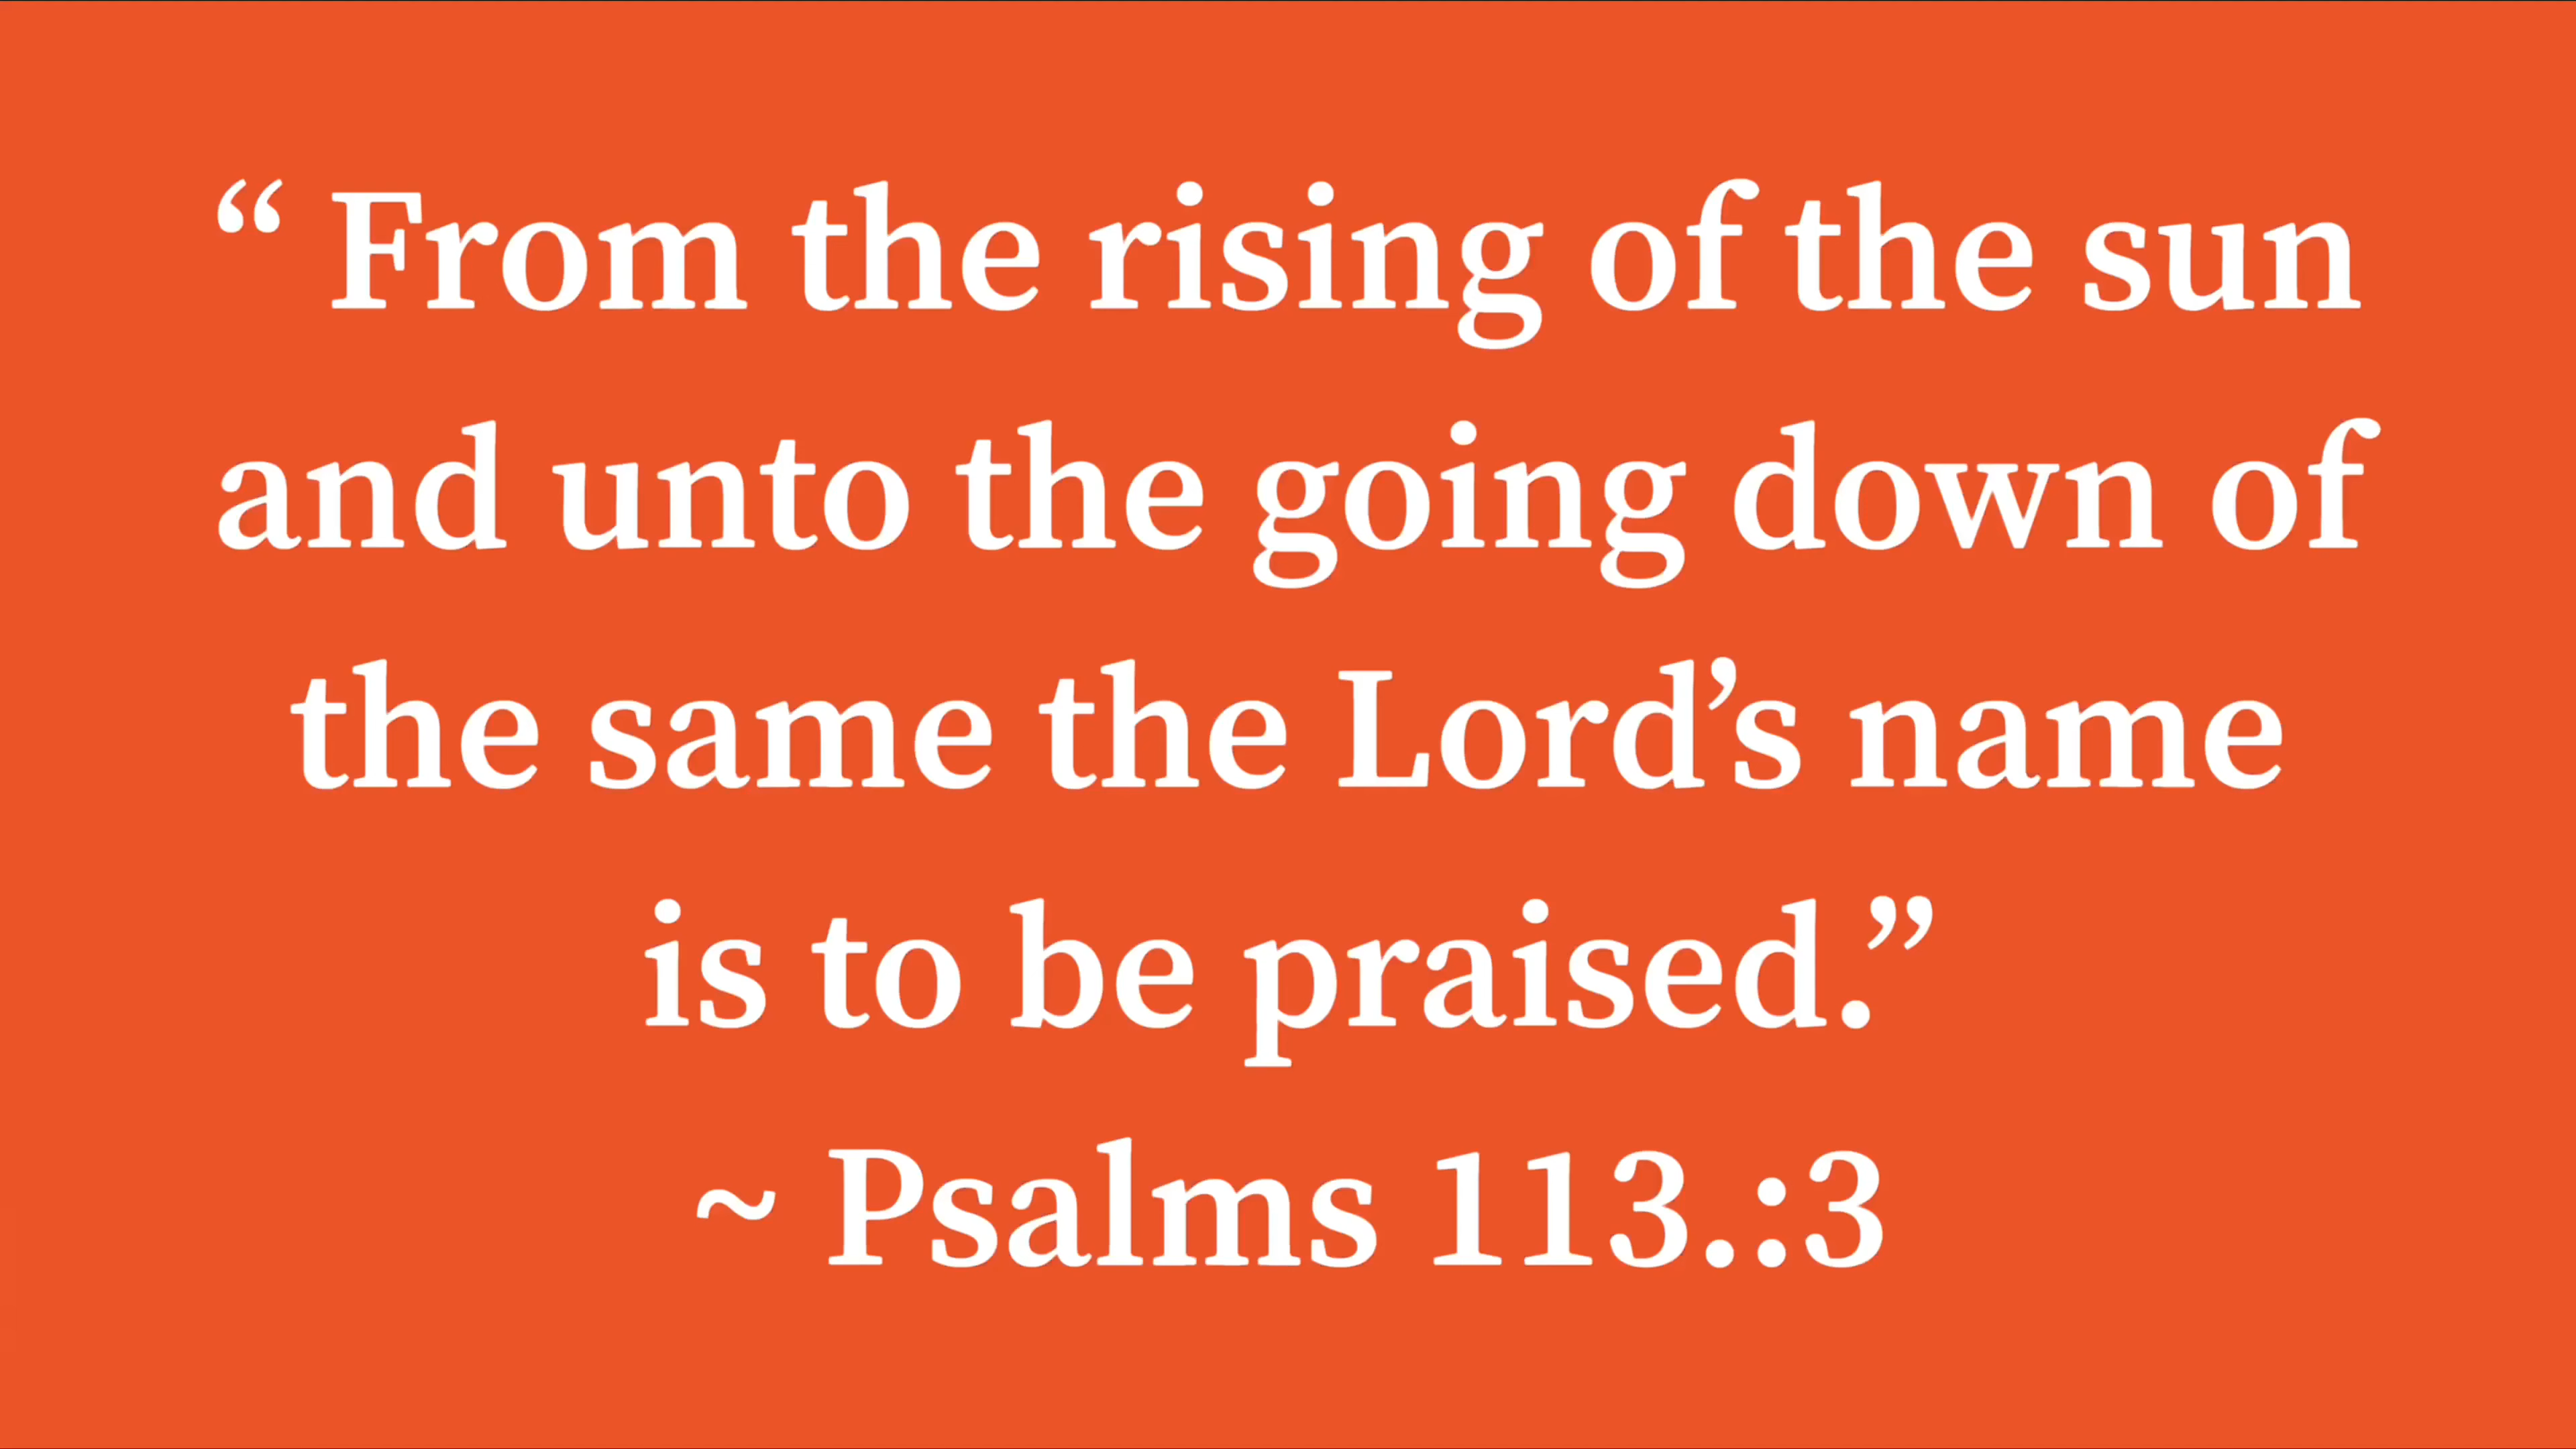 “ From the rising of the sun
and unto the going down of
the same the Lord’s name
is to be praised.”
~ Psalms 113.:3